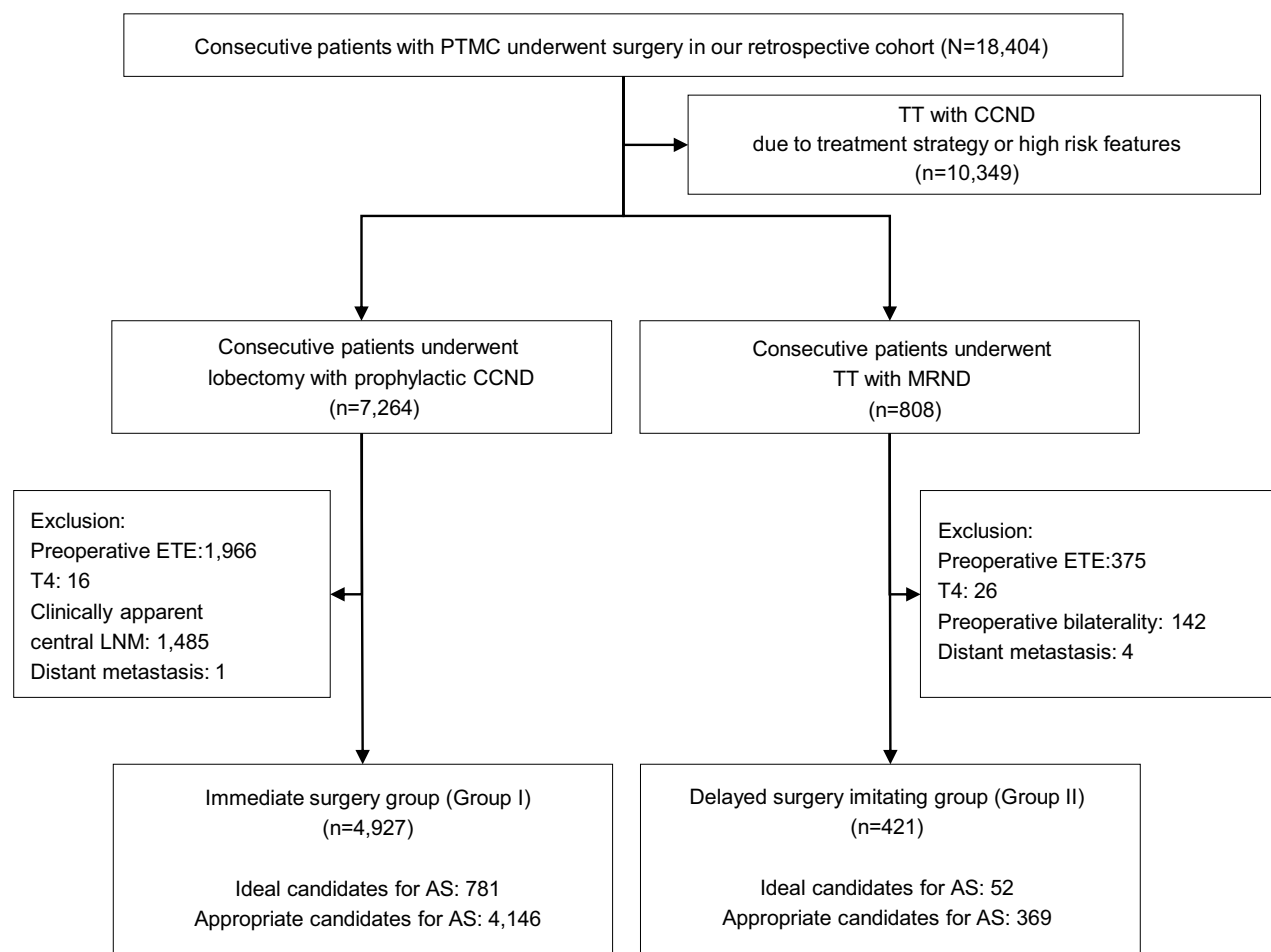 Consecutive patients with PTMC underwent surgery in our retrospective cohort (N=18,404)
TT with CCND
due to treatment strategy or high risk features
(n=10,349)
Consecutive patients underwent
lobectomy with prophylactic CCND
(n=7,264)
Consecutive patients underwent
TT with MRND
(n=808)
Exclusion:
Preoperative ETE:1,966
T4: 16
Clinically apparent
central LNM: 1,485
Distant metastasis: 1
Exclusion:
Preoperative ETE:375
T4: 26
Preoperative bilaterality: 142
Distant metastasis: 4
Immediate surgery group (Group I)
(n=4,927)
Ideal candidates for AS: 781
Appropriate candidates for AS: 4,146
Delayed surgery imitating group (Group II)
(n=421)
Ideal candidates for AS: 52
Appropriate candidates for AS: 369